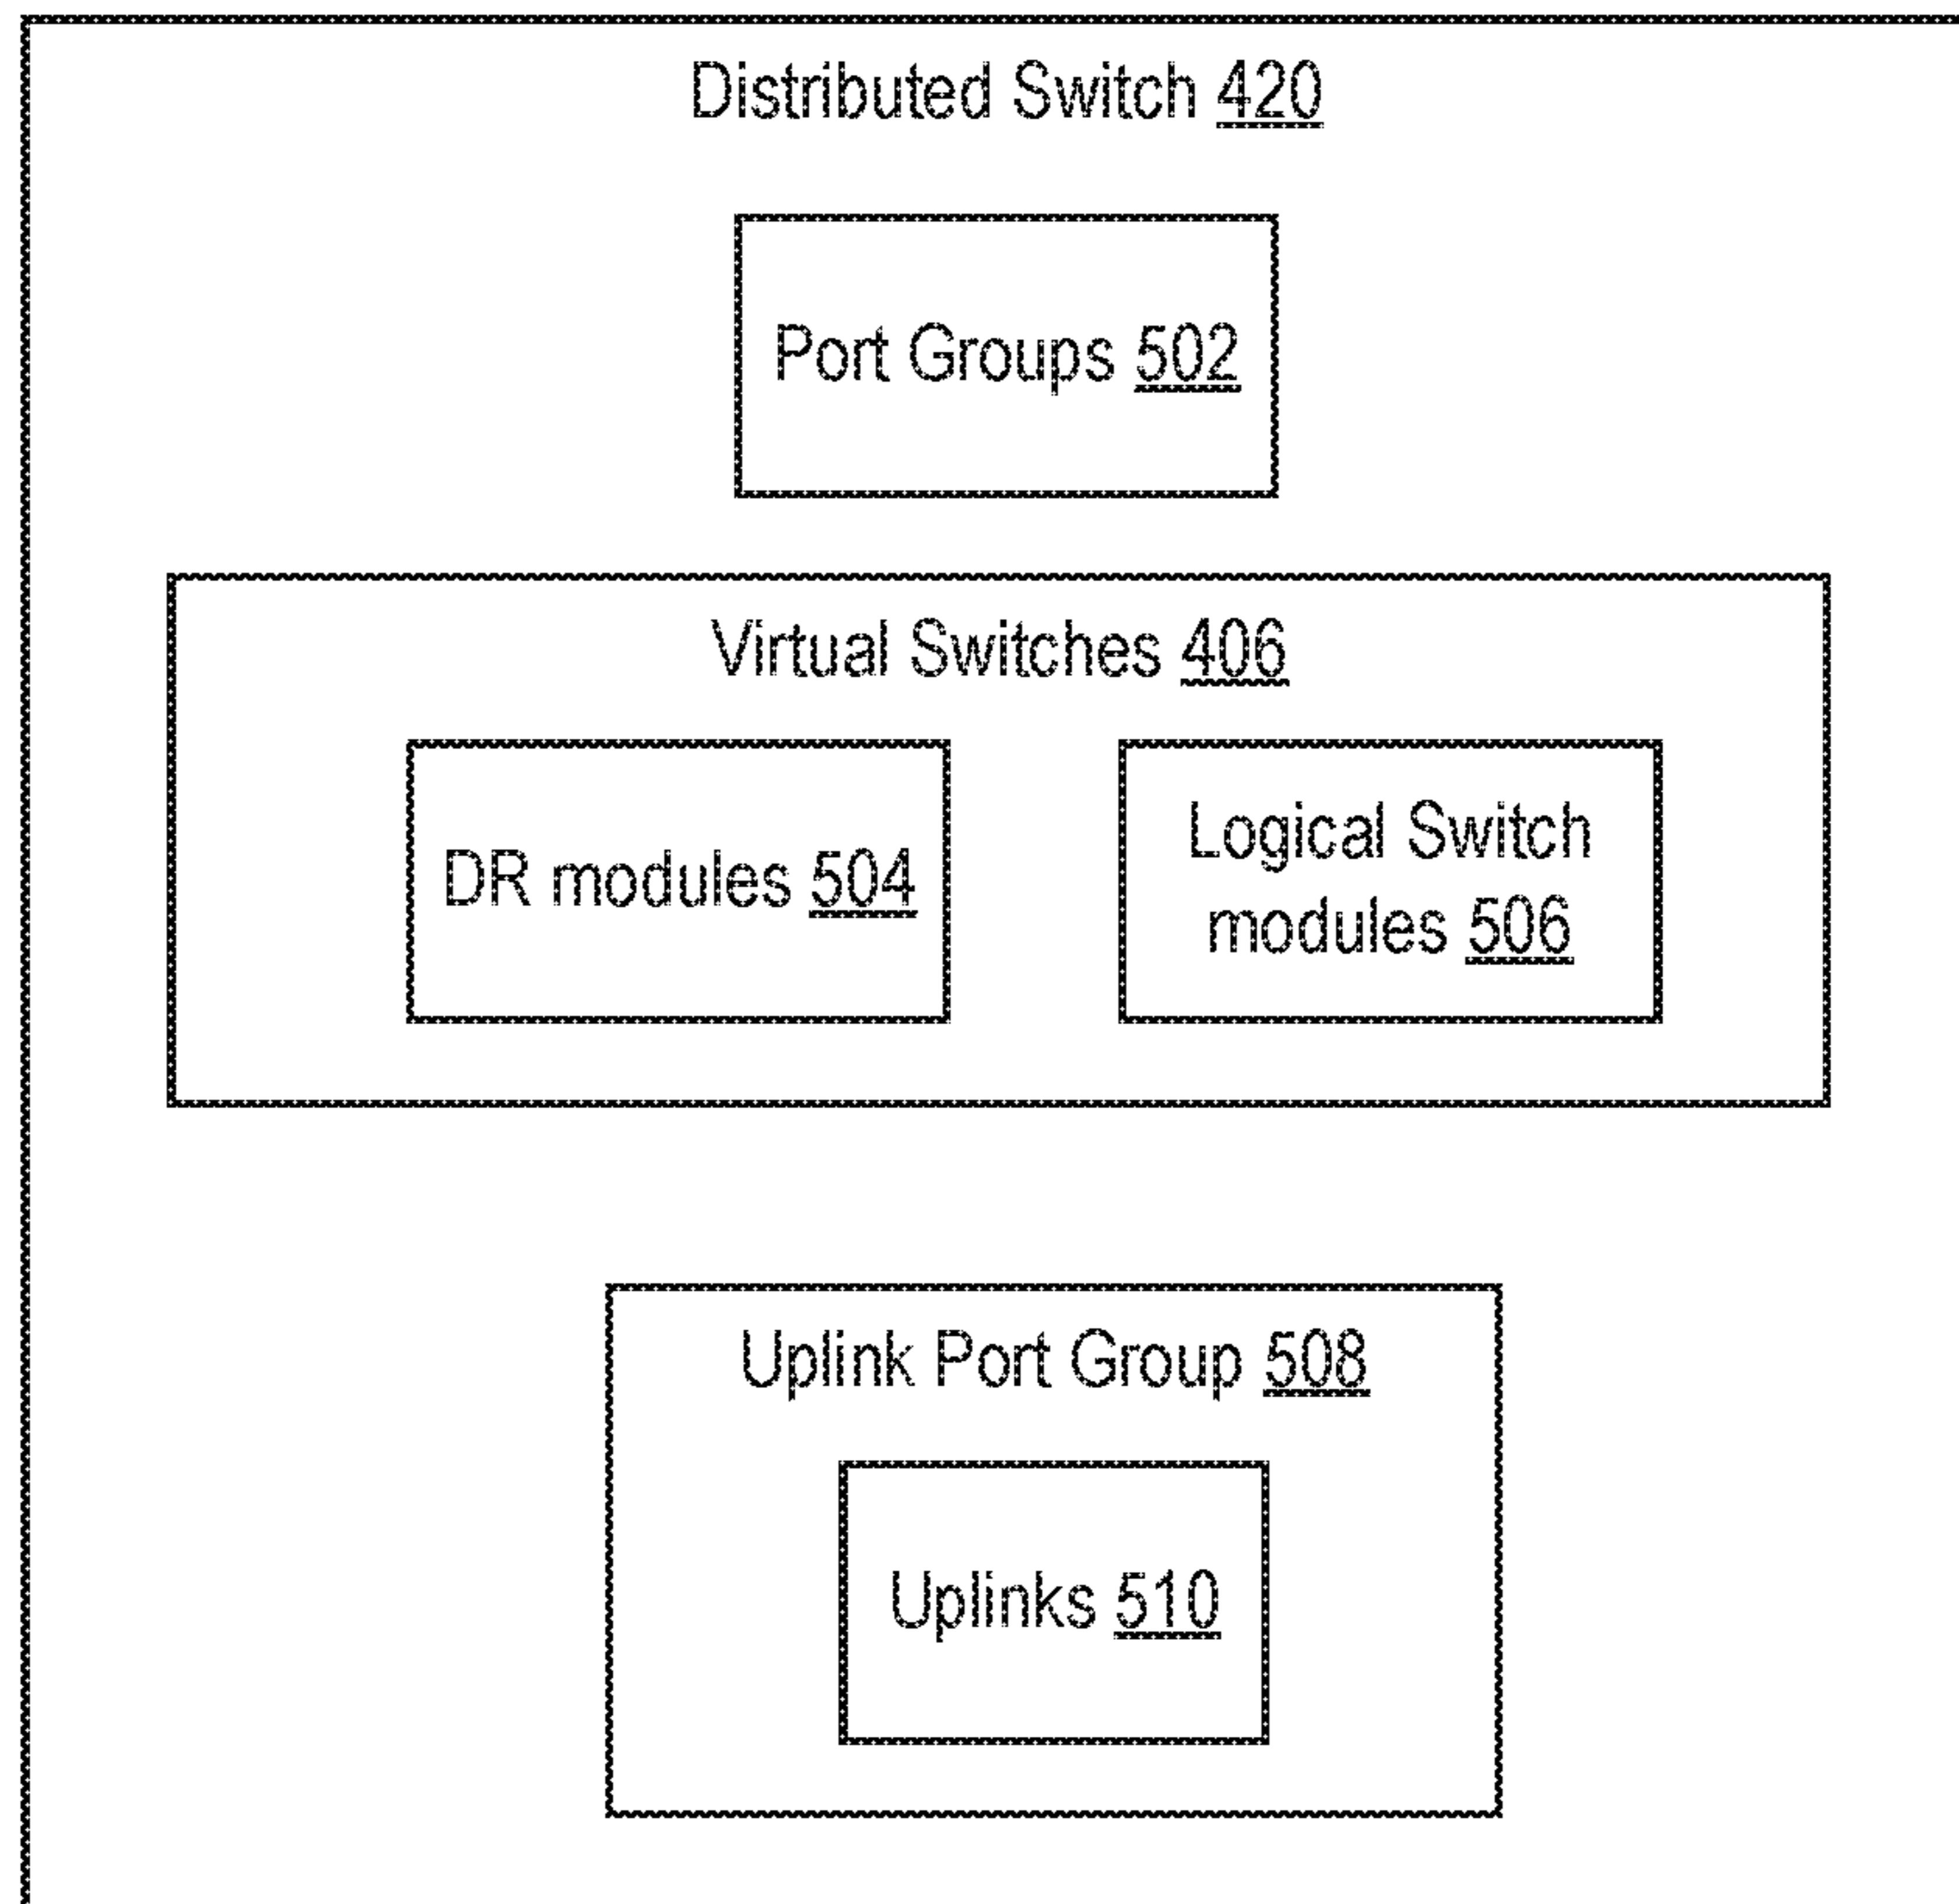 Distributed Switch 420
Port Groups 502
Virtual Switches 406
DR modules 504
Logical Switch
modules 506
Uplink Port Group 508
Uplinks 510